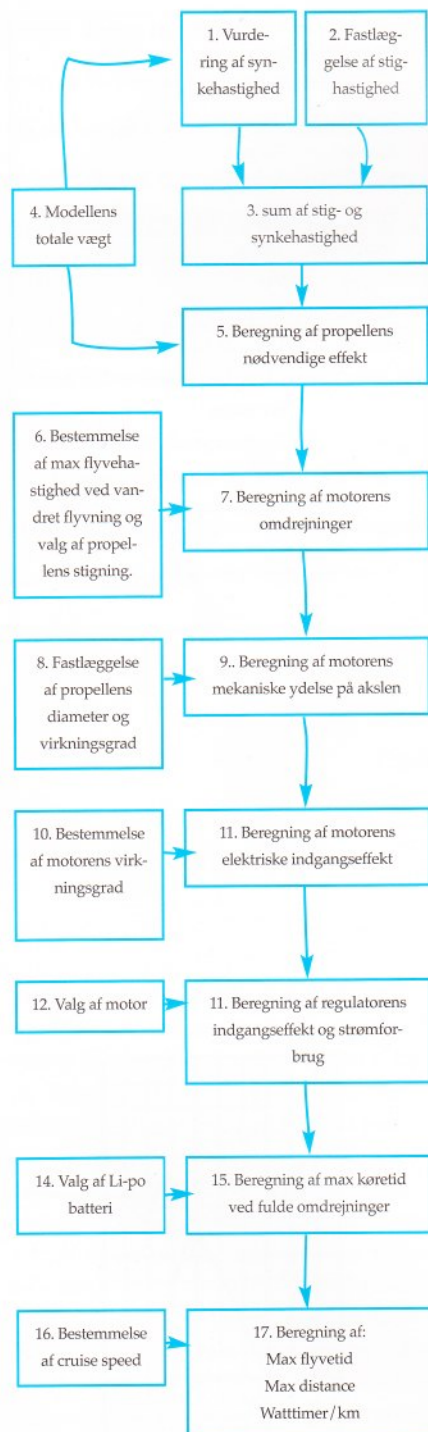 1. Vurde-
ring af syn-
kehastighed
2. Fastlæg-
gelse af stig-
hastighed
4. Modellens
totale vægt
3. sum af stig- og
synkehastighed
5. Beregning af propellens
nødvendige effekt
6. Bestemmelse
af max flyveha-
stighed ved van-
dret flyvning og
valg af propel-
lens stigning.
7. Beregning af motorens
omdrejninger
8. Fastlæggelse
af propellens
diameter og
virkningsgrad
9.. Beregning af motorens
mekaniske ydelse på akslen
10. Bestemmelse
af motorens virk-
ningsgrad
11. Beregning af motorens
elektriske indgangseffekt
12. Valg af motor
11. Beregning af regulatorens
indgangseffekt og strømfor-
brug
14. Valg af Li-po
batteri
15. Beregning af max køretid
ved fulde omdrejninger
16. Bestemmelse
af cruise speed
17. Beregning af:
Max flyvetid
Max distance
Watttimer/km